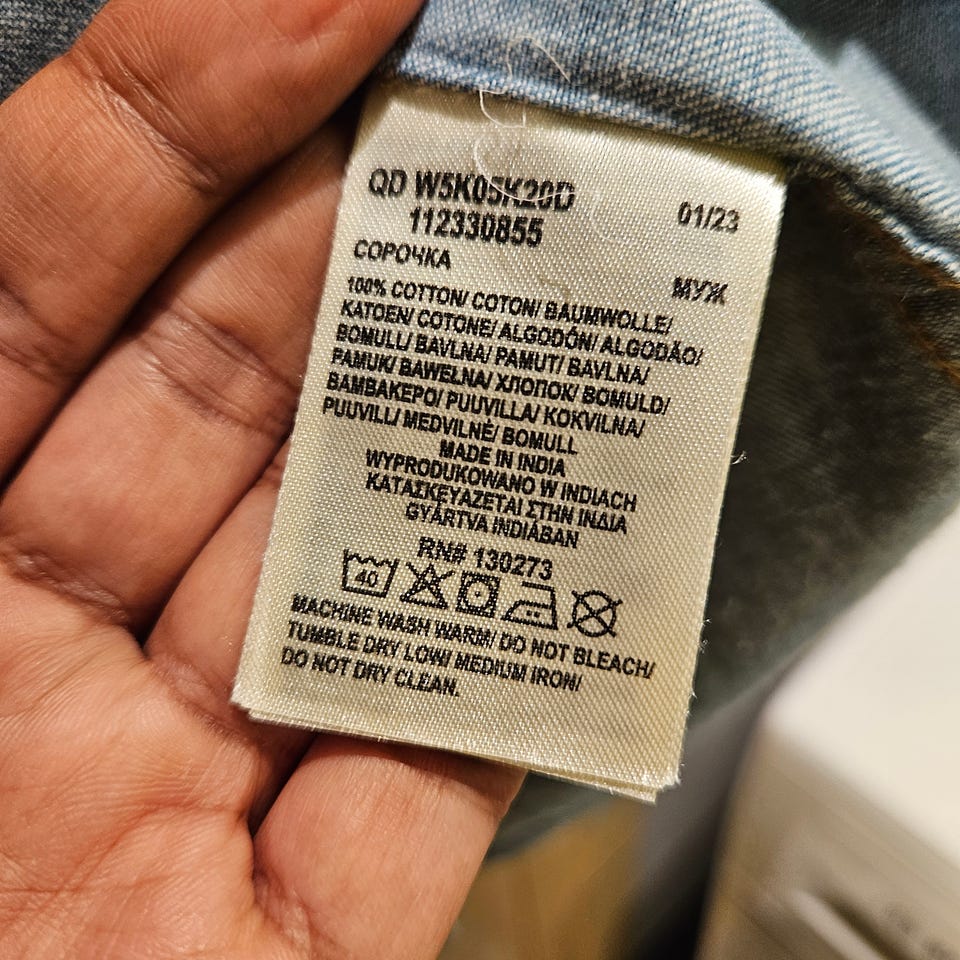 QD W5K05K20D
01/23
112330855
СОРОЧКА
МУЖ
100% COTTON/ COTON/ BAUMWOLLE/
KATOEN/ COTONE/ ALGODÓN/ ALGODÃO/
BOMULL/ BAVLNA/ PAMUT/ BAVLNA/
PAMUK/ BAWEŁNA/ ХЛОПОК/ BOMULD/
ΒΑΜΒΑΚΕΡΟ/ PUUVILLA/ KOKVILNA/
PUUVILL/ MEDVILNĖ/ BOMULL
MADE IN INDIA
WYPRODUKOWANO W INDIACH
ΚΑΤΑΣΚΕΥΑΖΕΤΑΙ ΣΤΗΝ ΙΝΔΙΑ
GYÁRTVA INDIÁBAN
RN# 130273
40
MACHINE WASH WARM/ DO NOT BLEACH/
TUMBLE DRY LOW/ MEDIUM IRON/
DO NOT DRY CLEAN.